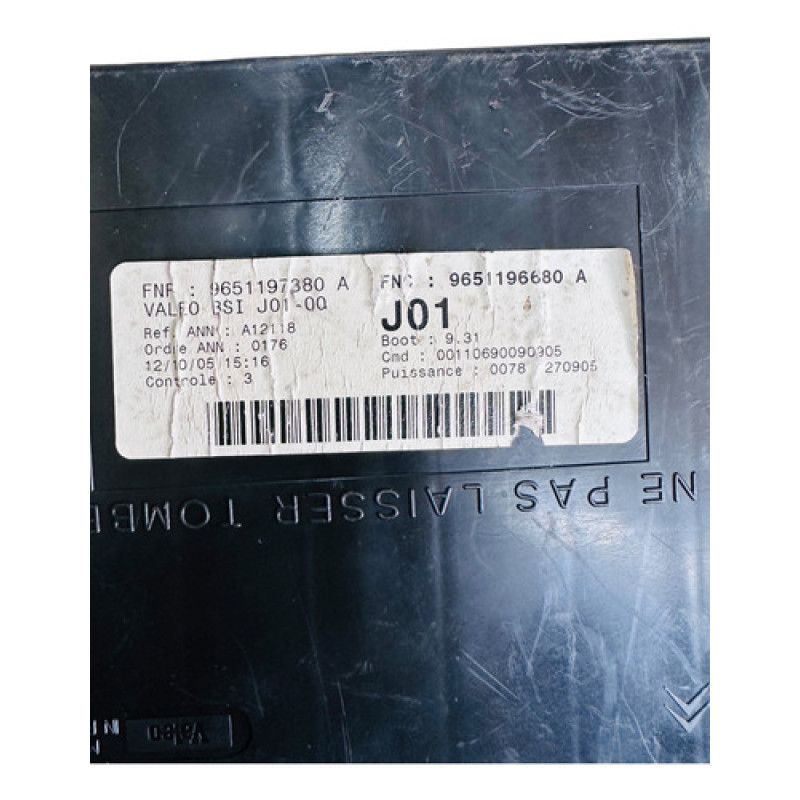 FNR : 9651197380 A FNC : 9651196680 A
VALEO BSI J01-00 J01
Ref. ANN : A12118 Boot : 9.31
Ordre ANN : 0176 Cmd : 00110690090905
12/10/05 15:16 Puissance : 0078 270905
Controle : 3
NE PAS LAISSER TOMBE
Valeo